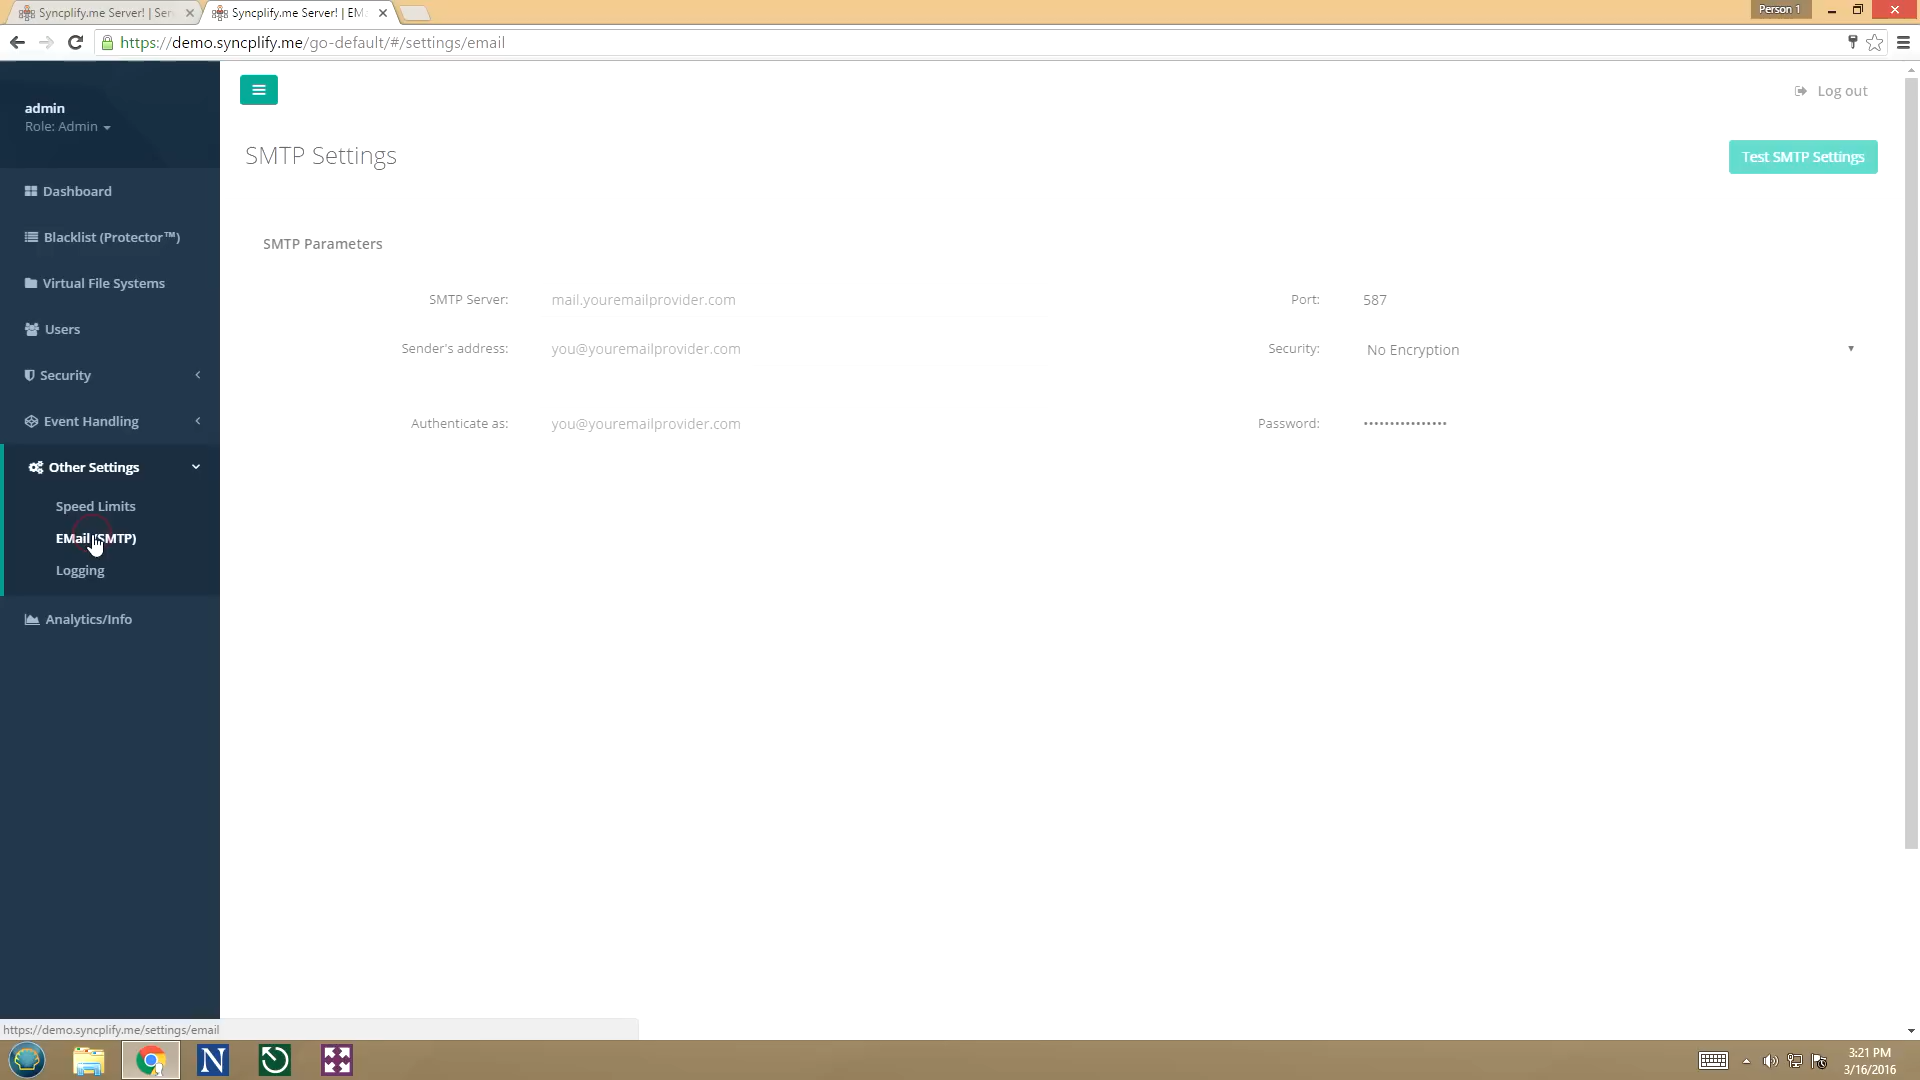 Syncplify.me Server! | Ser
Syncplify.me Server! | EM
Person 1
https://demo.syncplify.me/go-default/#/settings/email
admin
Role: Admin
Log out
SMTP Settings
Test SMTP Settings
Dashboard
Blacklist (Protector™)
Virtual File Systems
Users
Security
Event Handling
Other Settings
Speed Limits
EMail (SMTP)
Logging
Analytics/Info
SMTP Parameters
SMTP Server: mail.youremailprovider.com Port: 587
Sender's address: you@youremailprovider.com Security: No Encryption
Authenticate as: you@youremailprovider.com Password: ••••••••••••••••
https://demo.syncplify.me/settings/email
N
3:21 PM
3/16/2016